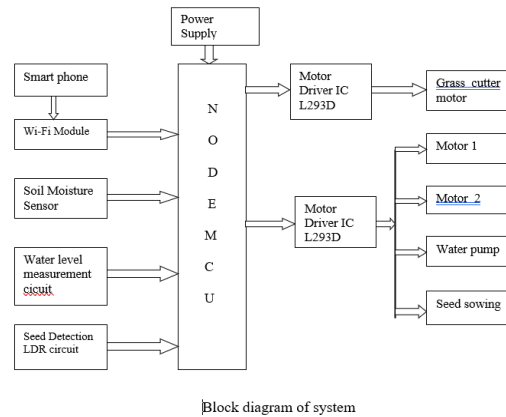 Power
Supply
Smart phone
Wi-Fi Module
Soil Moisture
Sensor
Water level
measurement
cicuit
Seed Detection
LDR circuit
N
O
D
E
M
C
U
Motor
Driver IC
L293D
Motor
Driver IC
L293D
Grass cutter
motor
Motor 1
Motor 2
Water pump
Seed sowing
Block diagram of system